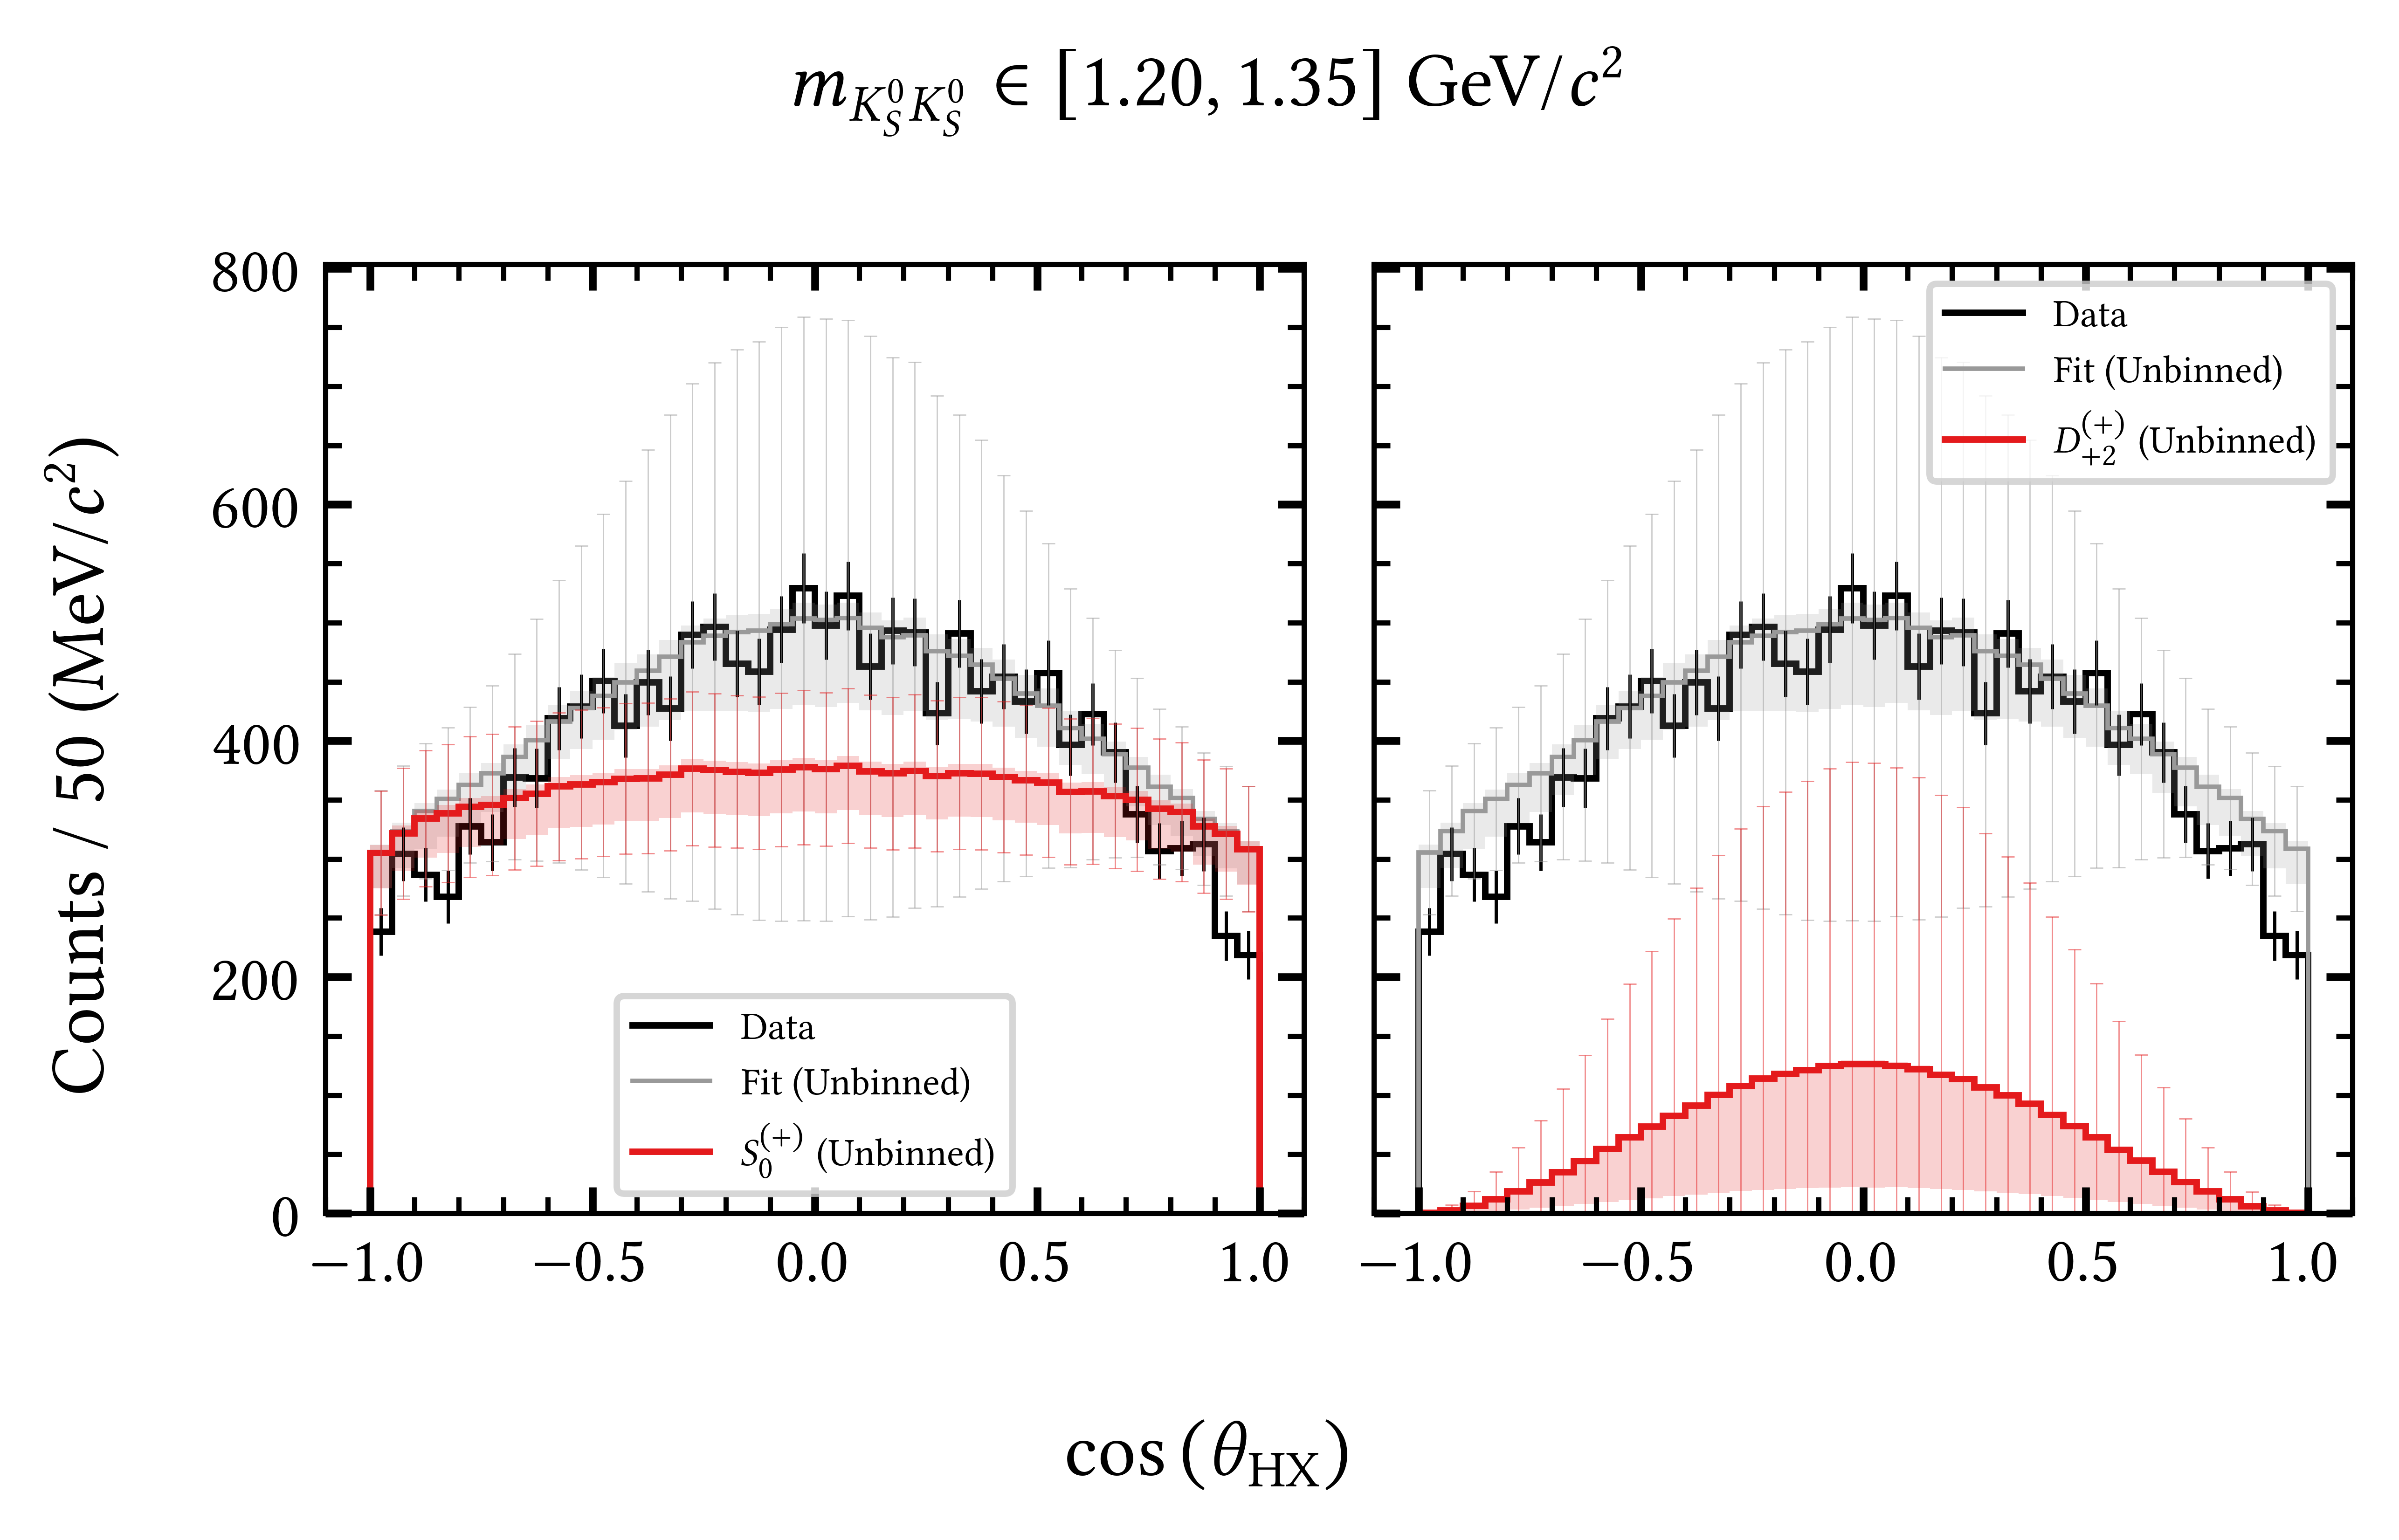 m_{K_S^0 K_S^0} ∈ [1.20, 1.35] GeV/c²
Counts / 50 (MeV/c²)
800
600
400
200
0
Data
Fit (Unbinned)
S_0^{(+)} (Unbinned)
−1.0 −0.5 0.0 0.5 1.0
Data
Fit (Unbinned)
D_{+2}^{(+)} (Unbinned)
−1.0 −0.5 0.0 0.5 1.0
cos (θ_{HX})